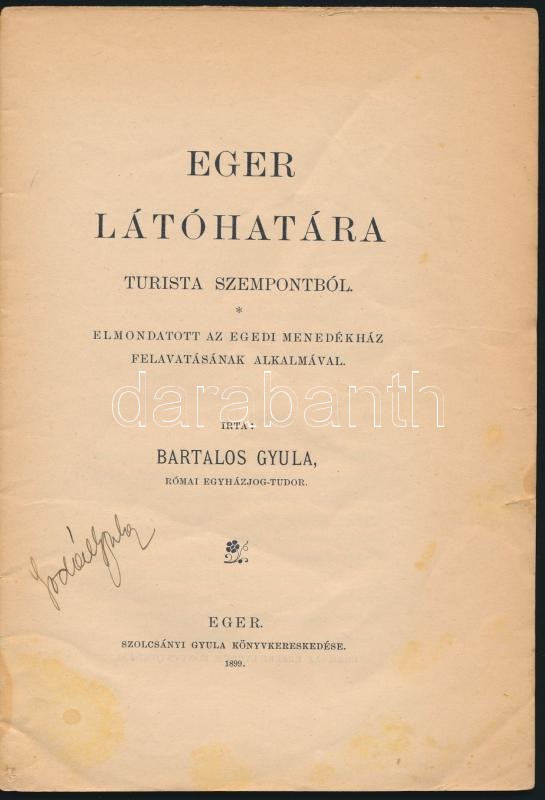 EGER
LÁTÓHATÁRA
TURISTA SZEMPONTBÓL.
*
ELMONDATOTT AZ EGEDI MENEDÉKHÁZ
FELAVATÁSÁNAK ALKALMÁVAL.
darabanth
IRTA:
BARTALOS GYULA,
RÓMAI EGYHÁZJOG-TUDOR.
EGER.
SZOLCSÁNYI GYULA KÖNYVKERESKEDÉSE.
1899.